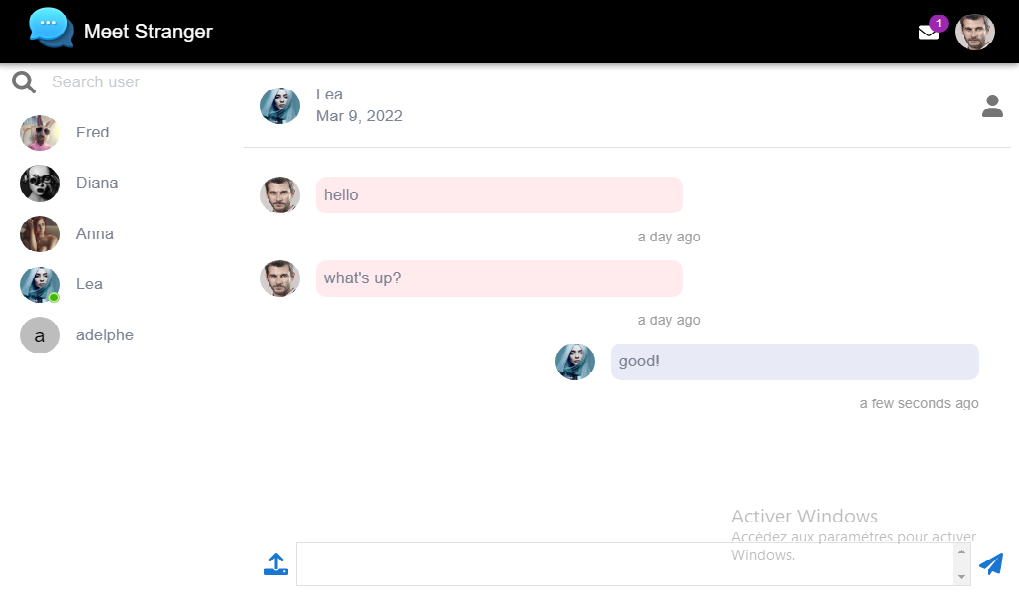 Meet Stranger
1
Search user
Fred
Diana
Anna
Lea
a
adelphe
Lea
Mar 9, 2022
hello
a day ago
what's up?
a day ago
good!
a few seconds ago
Activer Windows
Accédez aux paramètres pour activer
Windows.